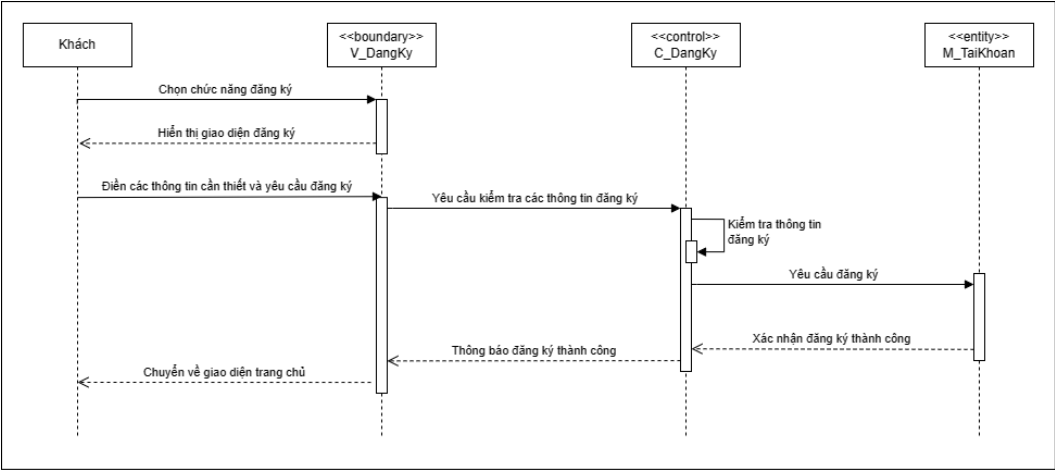 Khách
<<boundary>>
V_DangKy
<<control>>
C_DangKy
<<entity>>
M_TaiKhoan
Chọn chức năng đăng ký
Hiển thị giao diện đăng ký
Điền các thông tin cần thiết và yêu cầu đăng ký
Yêu cầu kiểm tra các thông tin đăng ký
Kiểm tra thông tin
đăng ký
Yêu cầu đăng ký
Xác nhận đăng ký thành công
Thông báo đăng ký thành công
Chuyển về giao diện trang chủ